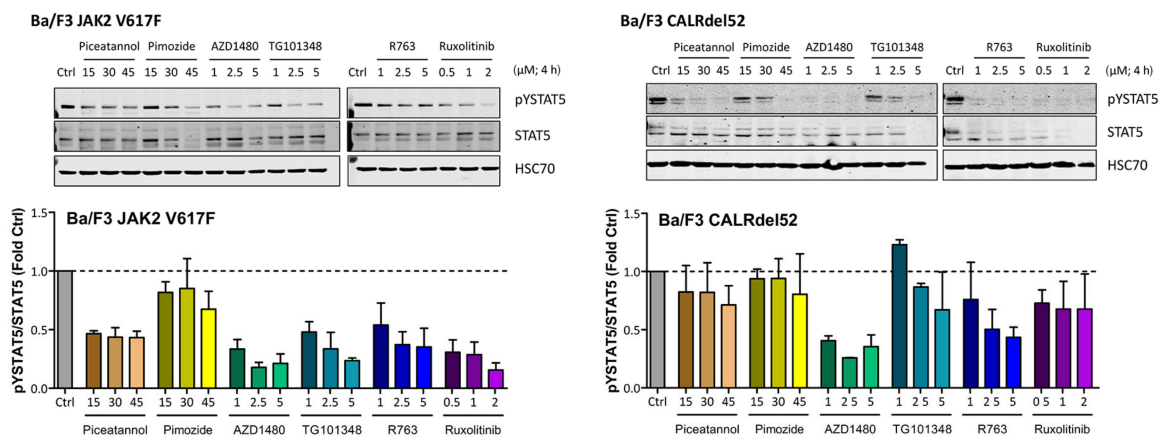 Ba/F3 JAK2 V617F
Piceatannol Pimozide AZD1480 TG101348 R763 Ruxolitinib
Ctrl 15 30 45 15 30 45 1 2.5 5 1 2.5 5 1 2.5 5 0.5 1 2 (μM; 4 h)
pYSTAT5
STAT5
HSC70
Ba/F3 CALRdel52
Piceatannol Pimozide AZD1480 TG101348 R763 Ruxolitinib
Ctrl 15 30 45 15 30 45 1 2.5 5 1 2.5 5 1 2.5 5 0.5 1 2 (μM; 4 h)
pYSTAT5
STAT5
HSC70
Ba/F3 JAK2 V617F
pYSTAT5/STAT5 (Fold Ctrl)
1.5
1.0
0.5
0.0
Ctrl 15 30 45 15 30 45 1 2.5 5 1 2.5 5 1 2.5 5 0.5 1 2
Piceatannol Pimozide AZD1480 TG101348 R763 Ruxolitinib
Ba/F3 CALRdel52
pYSTAT5/STAT5 (Fold Ctrl)
1.5
1.0
0.5
0.0
Ctrl 15 30 45 15 30 45 1 2 5 5 1 2 5 5 1 2 5 5 0 5 1 2
Piceatannol Pimozide AZD1480 TG101348 R763 Ruxolitinib